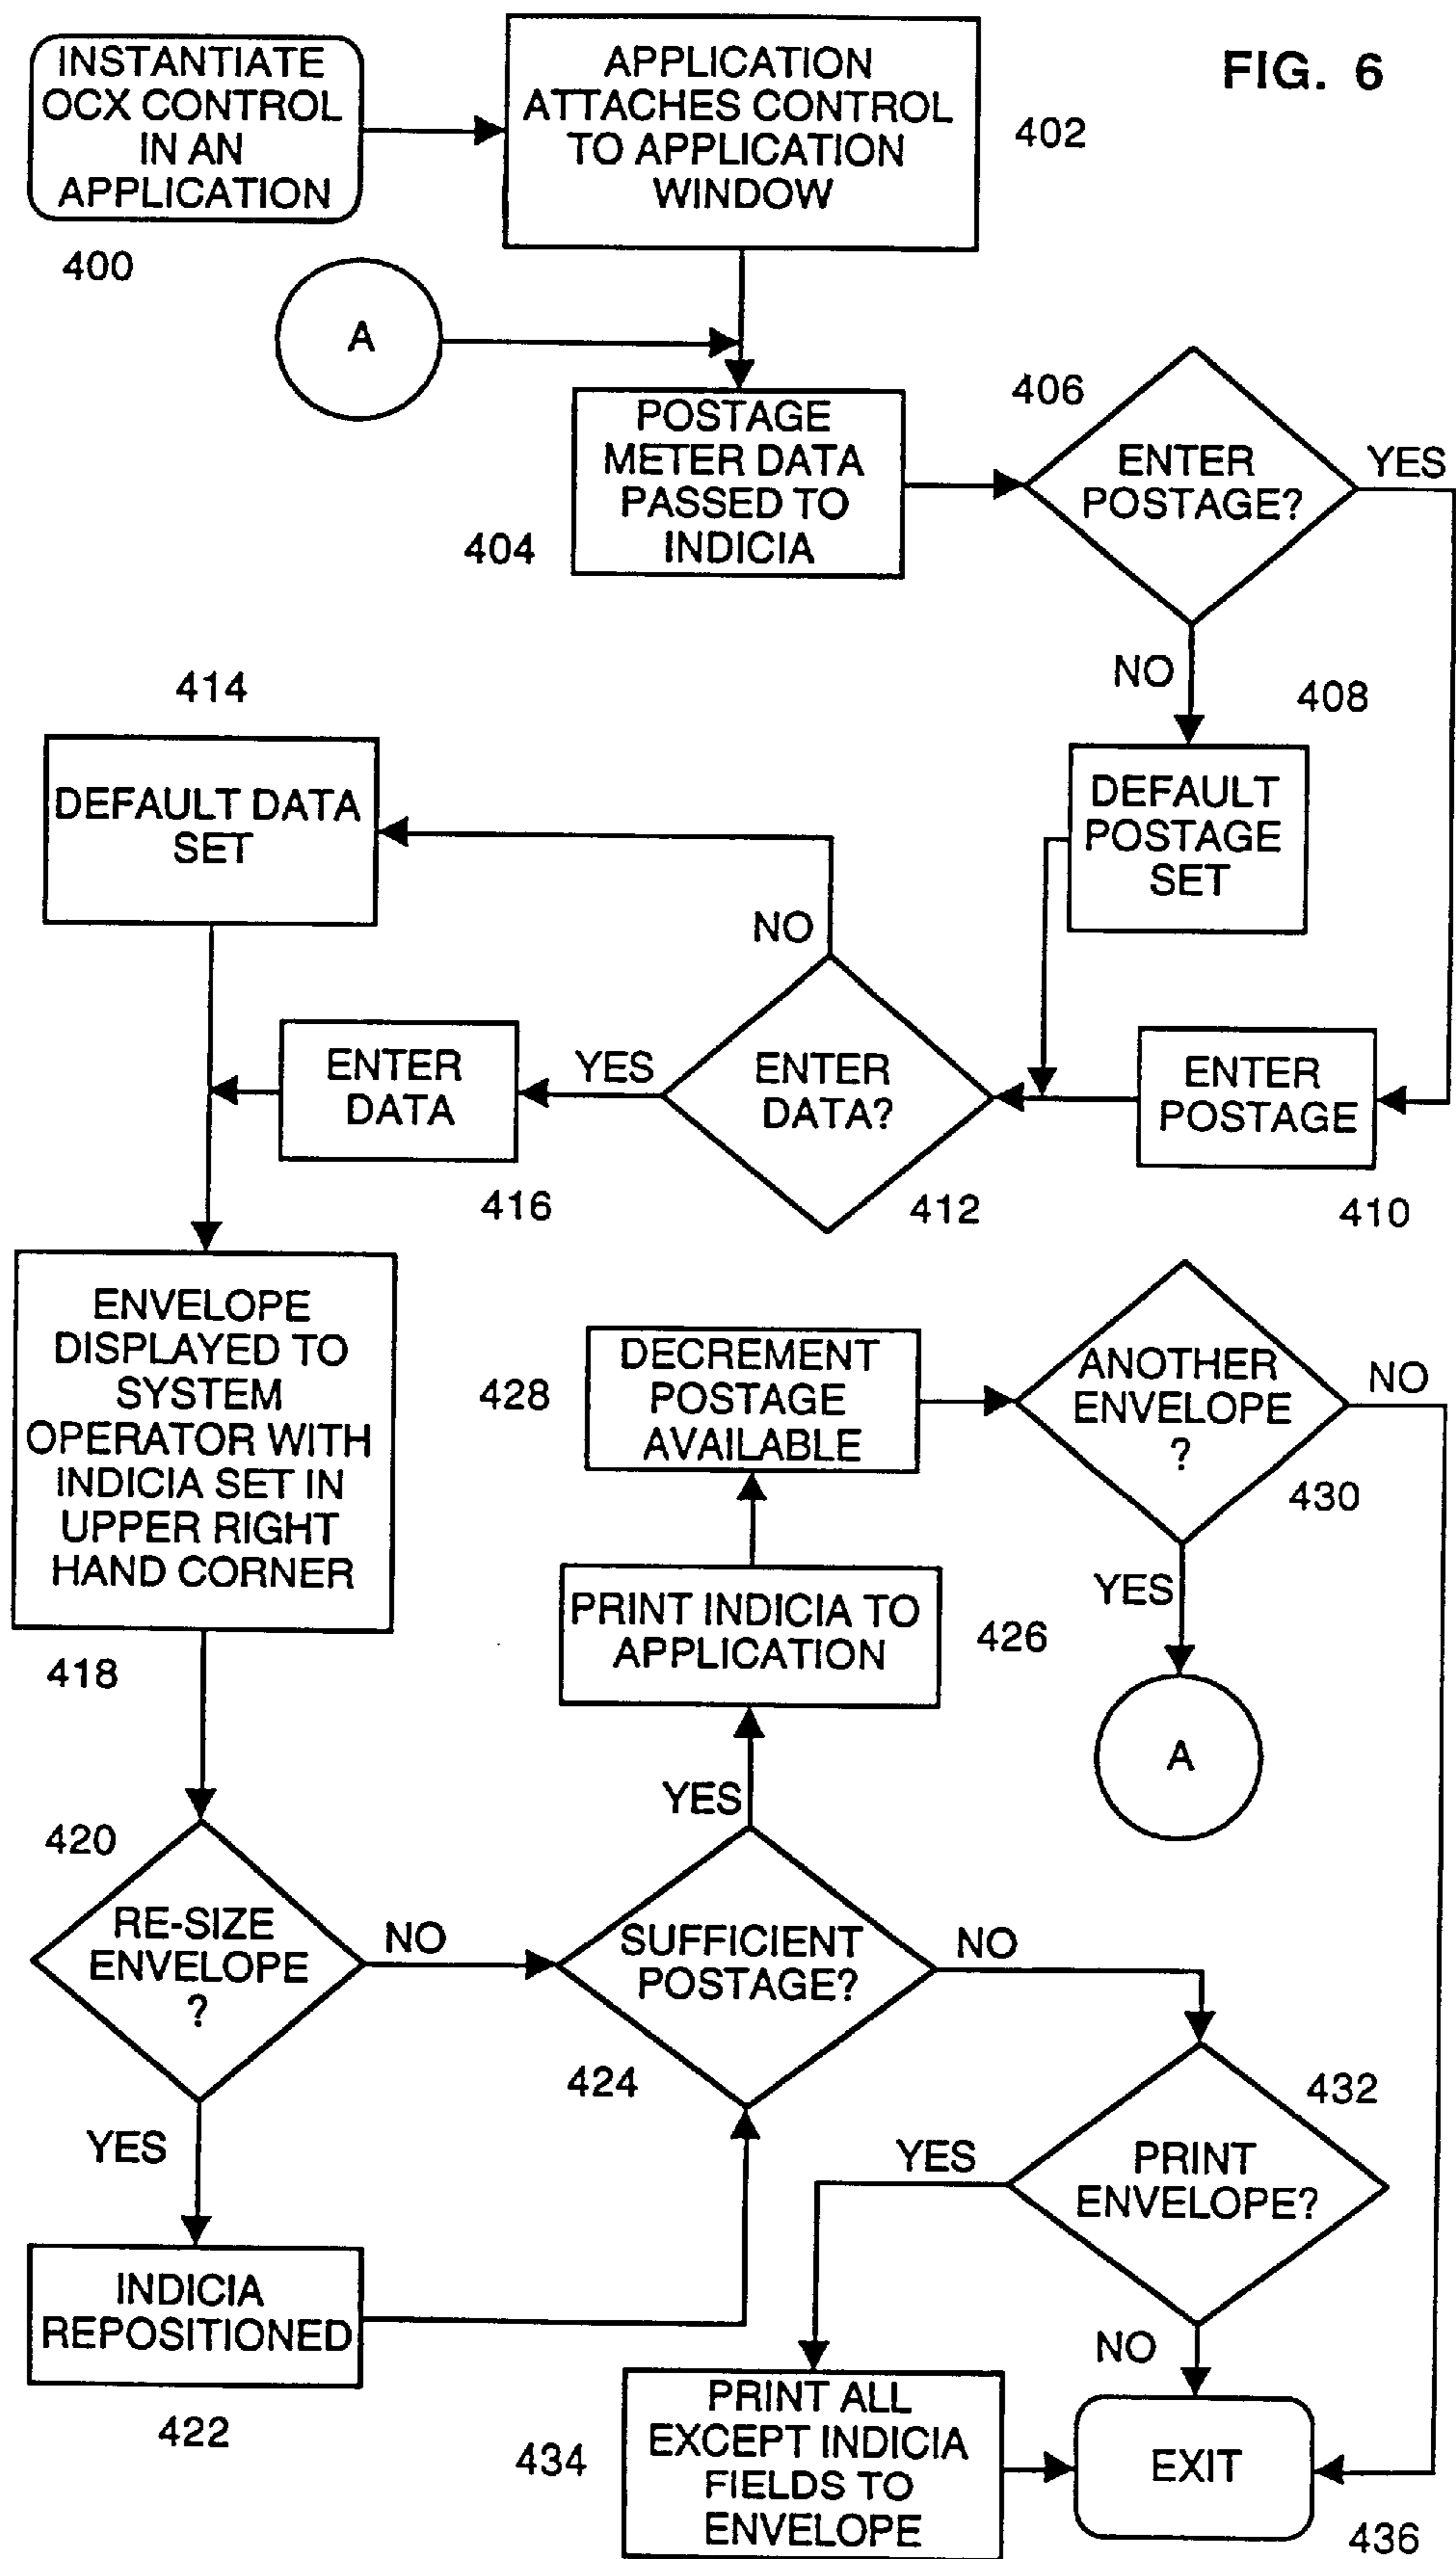 FIG. 6
INSTANTIATE
OCX CONTROL
IN AN
APPLICATION
400
APPLICATION
ATTACHES CONTROL
TO APPLICATION
WINDOW
402
A
POSTAGE
METER DATA
PASSED TO
INDICIA
404
406
ENTER
POSTAGE?
YES
NO
408
DEFAULT
POSTAGE
SET
414
DEFAULT DATA
SET
NO
ENTER
DATA
YES
ENTER
DATA?
ENTER
POSTAGE
416
412
410
ENVELOPE
DISPLAYED TO
SYSTEM
OPERATOR WITH
INDICIA SET IN
UPPER RIGHT
HAND CORNER
418
428
DECREMENT
POSTAGE
AVAILABLE
ANOTHER
ENVELOPE
?
NO
430
YES
PRINT INDICIA TO
APPLICATION
426
A
YES
420
RE-SIZE
ENVELOPE
?
NO
SUFFICIENT
POSTAGE?
NO
424
432
YES
YES
PRINT
ENVELOPE?
INDICIA
REPOSITIONED
422
NO
434
PRINT ALL
EXCEPT INDICIA
FIELDS TO
ENVELOPE
EXIT
436